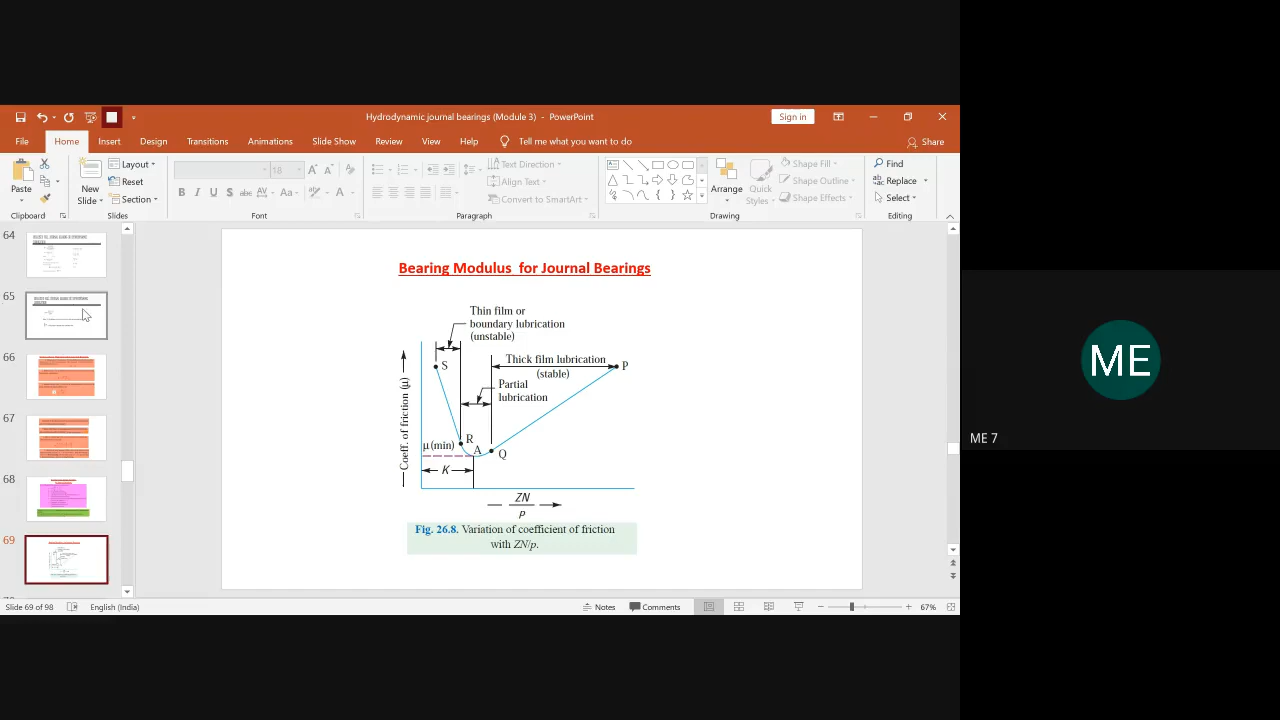 Hydrodynamic journal bearings (Module 3) - PowerPoint
Sign in
File Home Insert Design Transitions Animations Slide Show Review View Help Tell me what you want to do
Share
Paste
Clipboard
New
Slide
Layout
Reset
Section
Slides
18
Font
Text Direction
Align Text
Convert to SmartArt
Paragraph
Arrange
Quick
Styles
Shape Fill
Shape Outline
Shape Effects
Drawing
Find
Replace
Select
Editing
64
65
66
67
68
69
Bearing Modulus for Journal Bearings
Thin film or
boundary lubrication
(unstable)
S
Thick film lubrication
(stable)
P
Partial
lubrication
Coeff. of friction (μ)
μ (min)
R
A
Q
K
ZN
p
Fig. 26.8. Variation of coefficient of friction
with ZN/p.
Slide 69 of 98
English (India)
Notes
Comments
67%
ME
ME 7